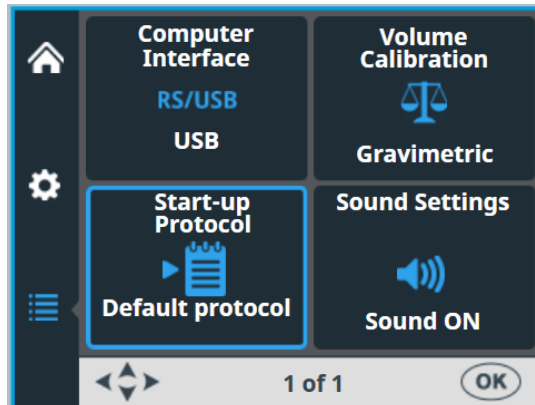 Computer
Interface
RS/USB
USB
Volume
Calibration
Gravimetric
Start-up
Protocol
Default protocol
Sound Settings
Sound ON
1 of 1
OK